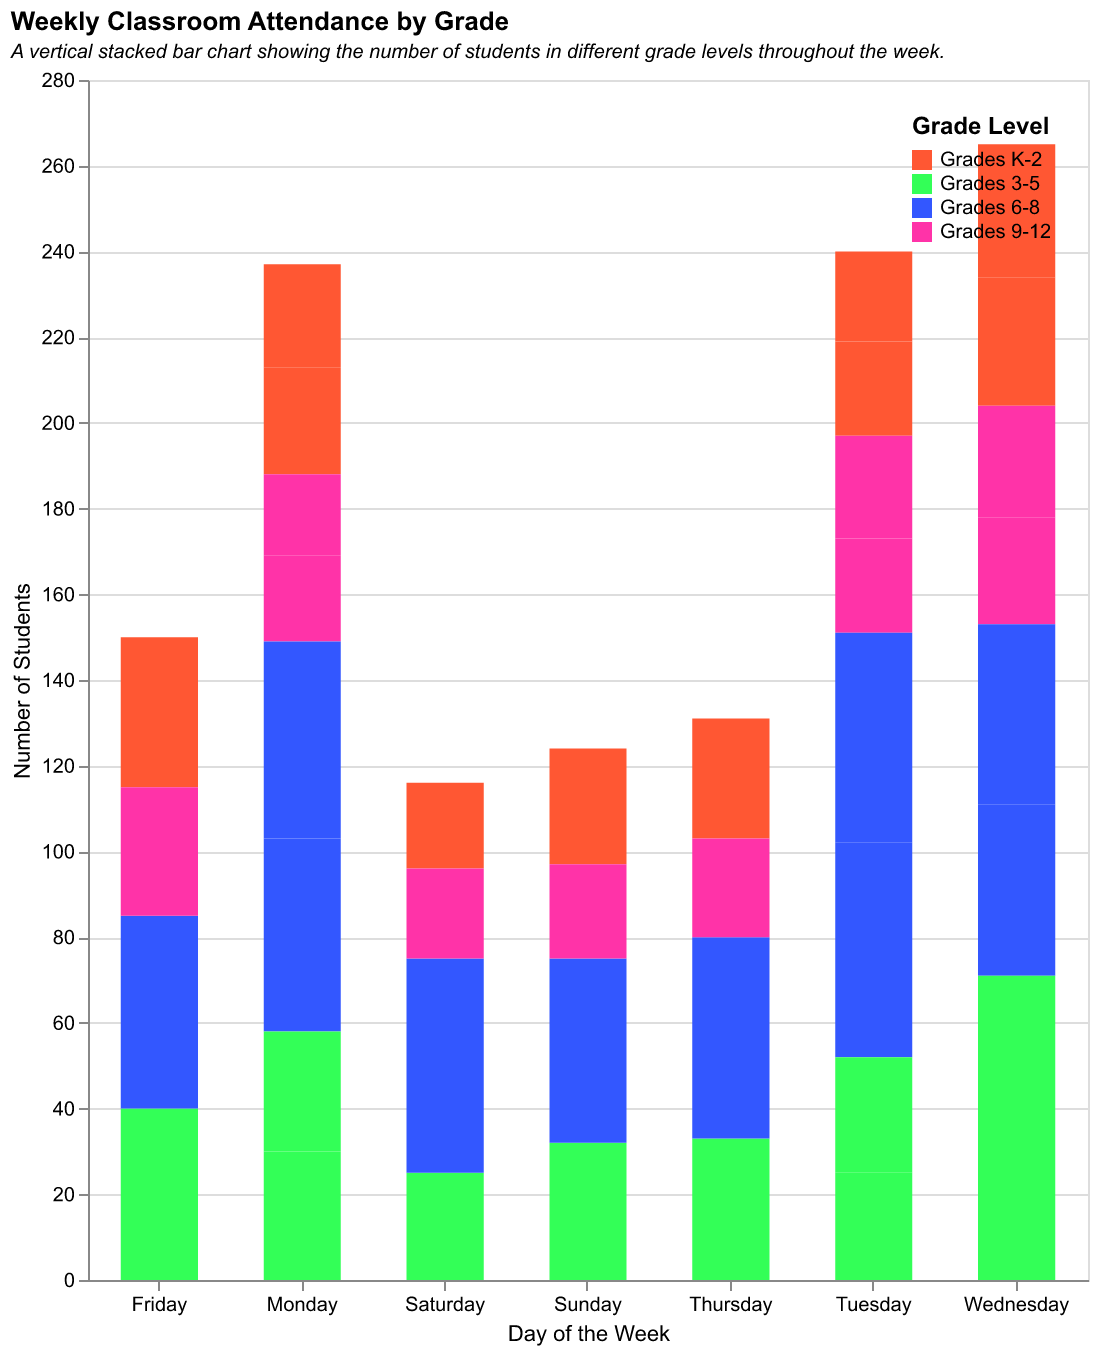 Weekly Classroom Attendance by Grade
A vertical stacked bar chart showing the number of students in different grade levels throughout the week.
Grade Level
Grades K-2
Grades 3-5
Grades 6-8
Grades 9-12
Number of Students
280
260
240
220
200
180
160
140
120
100
80
60
40
20
0
Friday
Monday
Saturday
Sunday
Thursday
Tuesday
Wednesday
Day of the Week